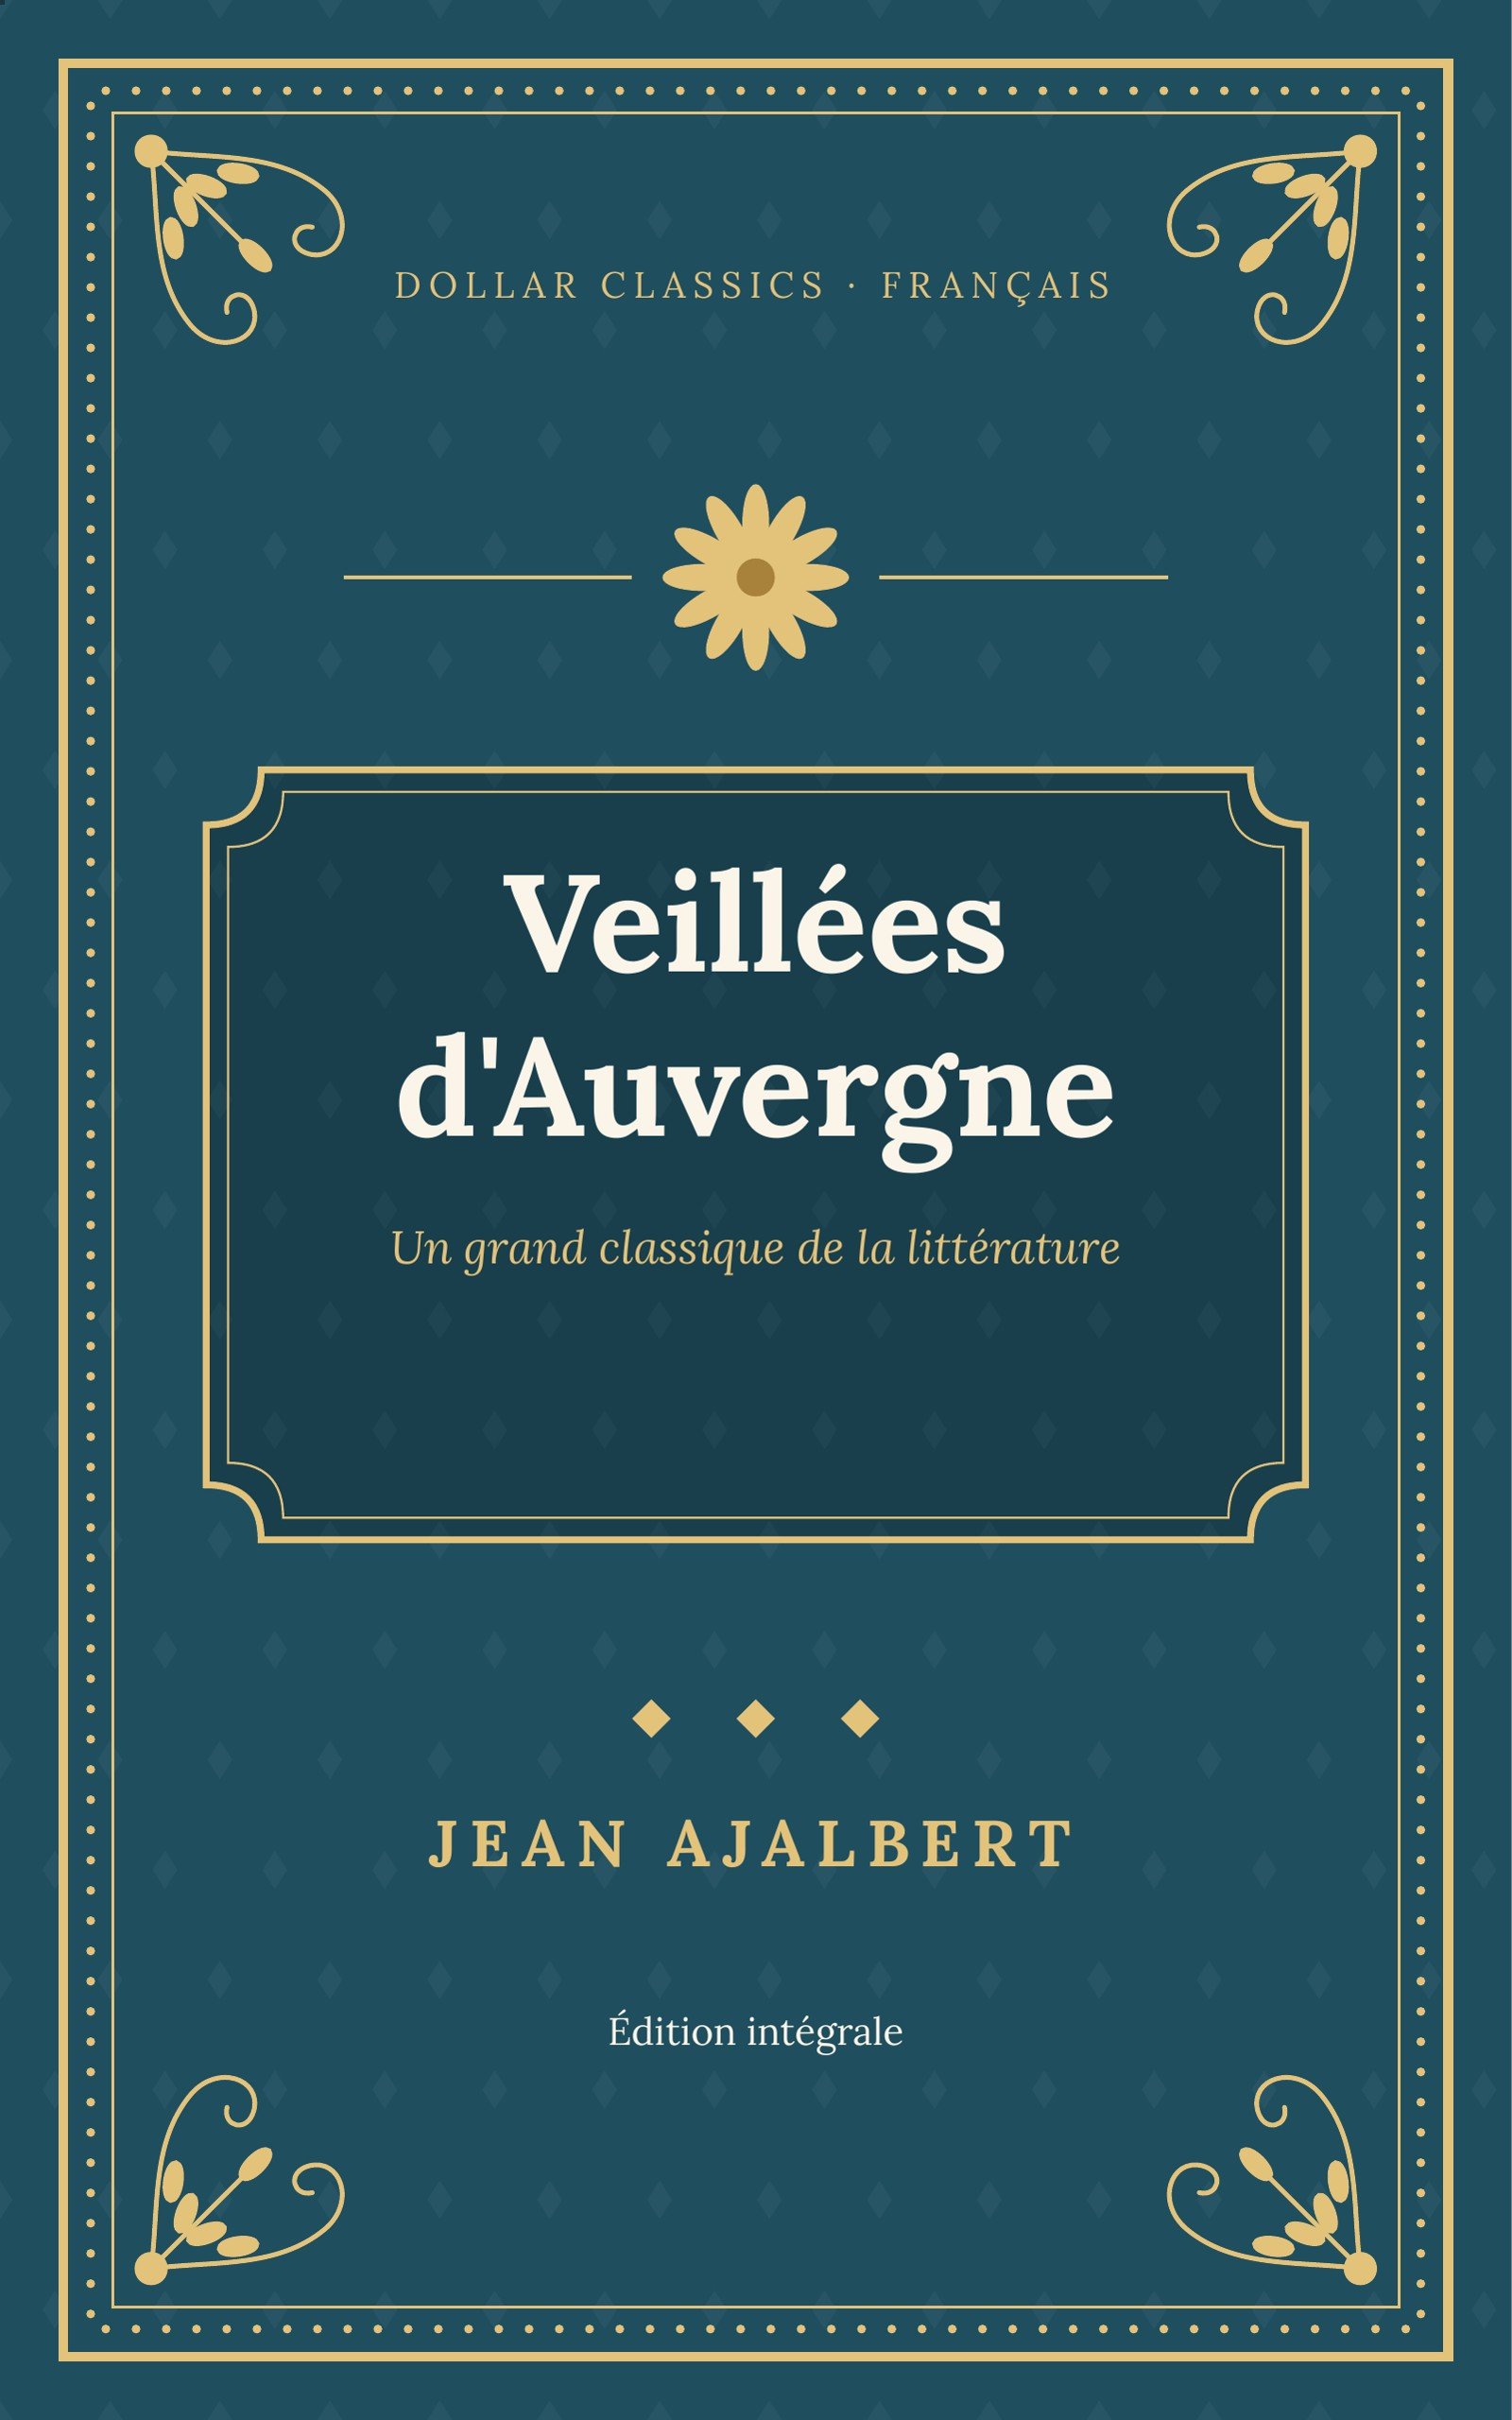 DOLLAR CLASSICS · FRANÇAIS
Veillées
d'Auvergne
Un grand classique de la littérature
JEAN AJALBERT
Édition intégrale